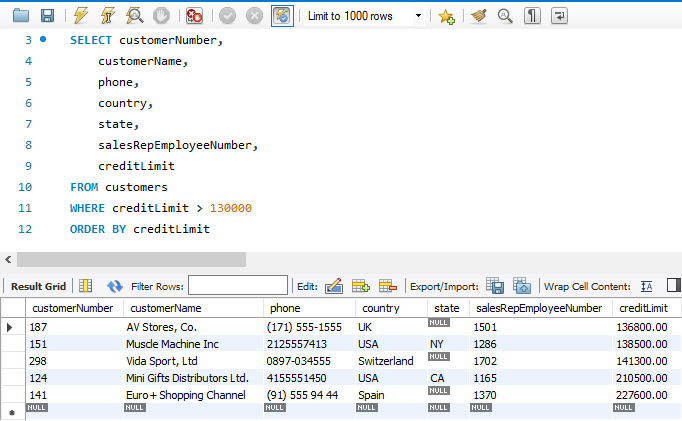 Limit to 1000 rows
3 SELECT customerNumber,
4 customerName,
5 phone,
6 country,
7 state,
8 salesRepEmployeeNumber,
9 creditLimit
10 FROM customers
11 WHERE creditLimit > 130000
12 ORDER BY creditLimit
Result Grid Filter Rows: Edit: Export/Import: Wrap Cell Content: IA
customerNumber customerName phone country state salesRepEmployeeNumber creditLimit
187 AV Stores, Co. (171) 555-1555 UK NULL 1501 136800.00
151 Muscle Machine Inc 2125557413 USA NY 1286 138500.00
298 Vida Sport, Ltd 0897-034555 Switzerland NULL 1702 141300.00
124 Mini Gifts Distributors Ltd. 4155551450 USA CA 1165 210500.00
141 Euro+ Shopping Channel (91) 555 94 44 Spain NULL 1370 227600.00
NULL NULL NULL NULL NULL NULL NULL